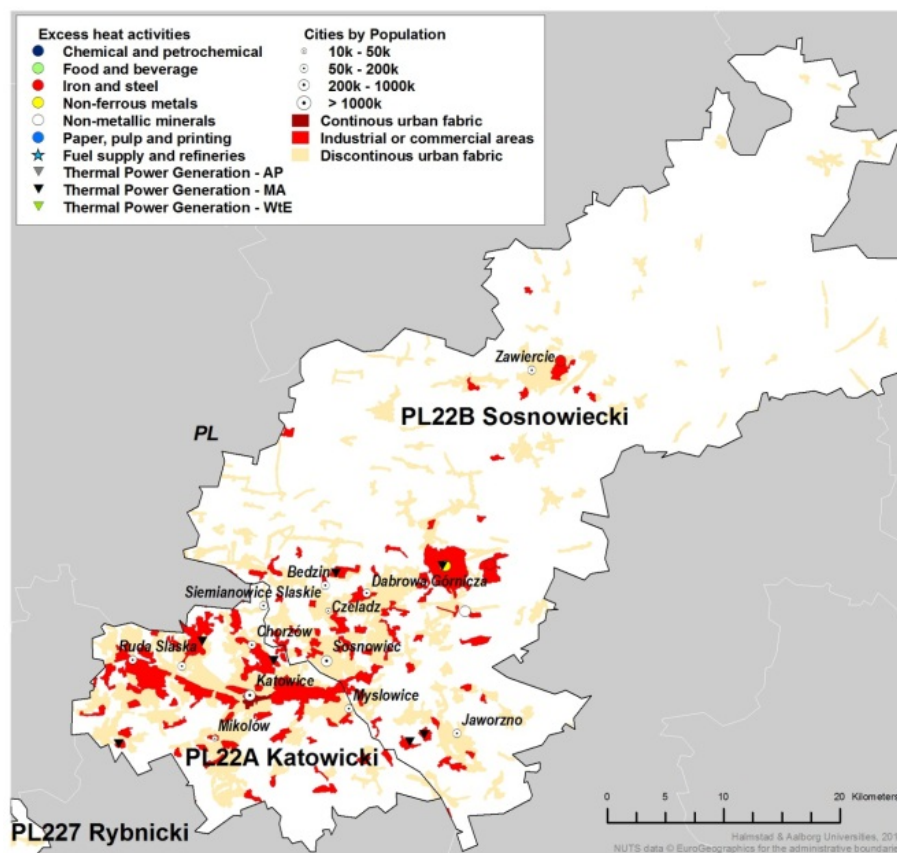 Excess heat activities
Chemical and petrochemical
Food and beverage
Iron and steel
Non-ferrous metals
Non-metallic minerals
Paper, pulp and printing
Fuel supply and refineries
Thermal Power Generation - AP
Thermal Power Generation - MA
Thermal Power Generation - WtE
Cities by Population
10k - 50k
50k - 200k
200k - 1000k
> 1000k
Continous urban fabric
Industrial or commercial areas
Discontinous urban fabric
Zawiercie
PL22B Sosnowiecki
PL
Bedzin
Dabrowa Górnicza
Siemianowice Slaskie
Czeladz
Chorzów
Ruda Slaska
Sosnowiec
Katowice
Myslowice
Mikolów
Jaworzno
PL22A Katowicki
0 5 10 20 Kilometers
PL227 Rybnicki
Halmstad & Aalborg Universities, 201
NUTS data © EuroGeographics for the administrative boundarie